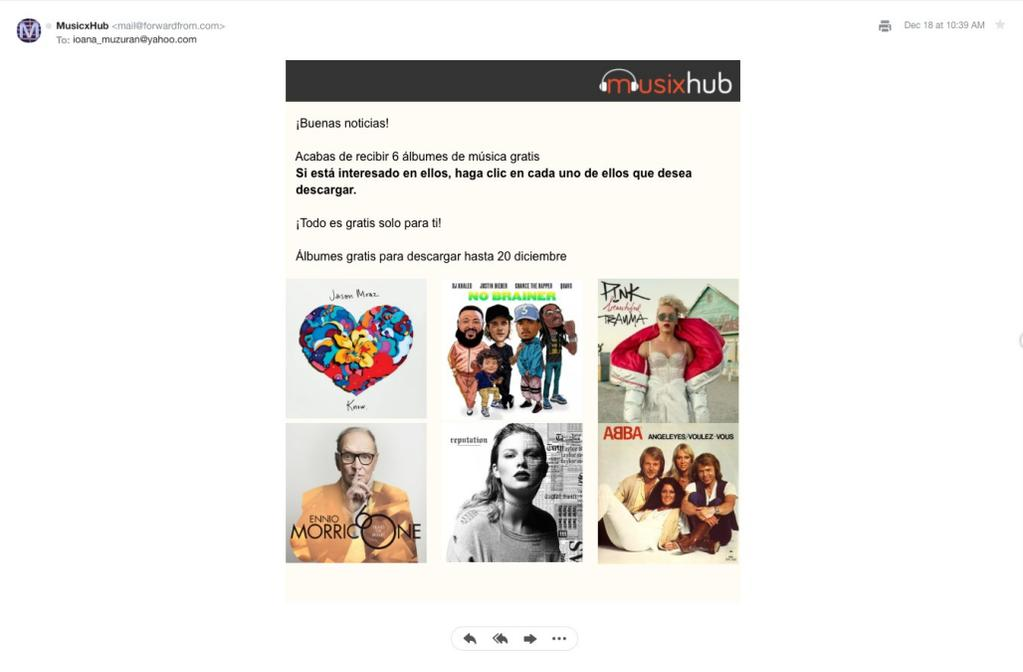 MusicxHub <mail@forwardfrom.com>
To: ioana_muzuran@yahoo.com
Dec 18 at 10:39 AM
musixhub
¡Buenas noticias!
Acabas de recibir 6 álbumes de música gratis
Si está interesado en ellos, haga clic en cada uno de ellos que desea
descargar.
¡Todo es gratis solo para ti!
Álbumes gratis para descargar hasta 20 diciembre
Jason Mraz
Know.
DJ KHALED JUSTIN BIEBER CHANCE THE RAPPER QUAVO
NO BRAINER
3
P!NK
beautiful
TRAUMA
ENNIO
MORRICONE
reputation
ABBA ANGELEYES/VOULEZ-VOUS